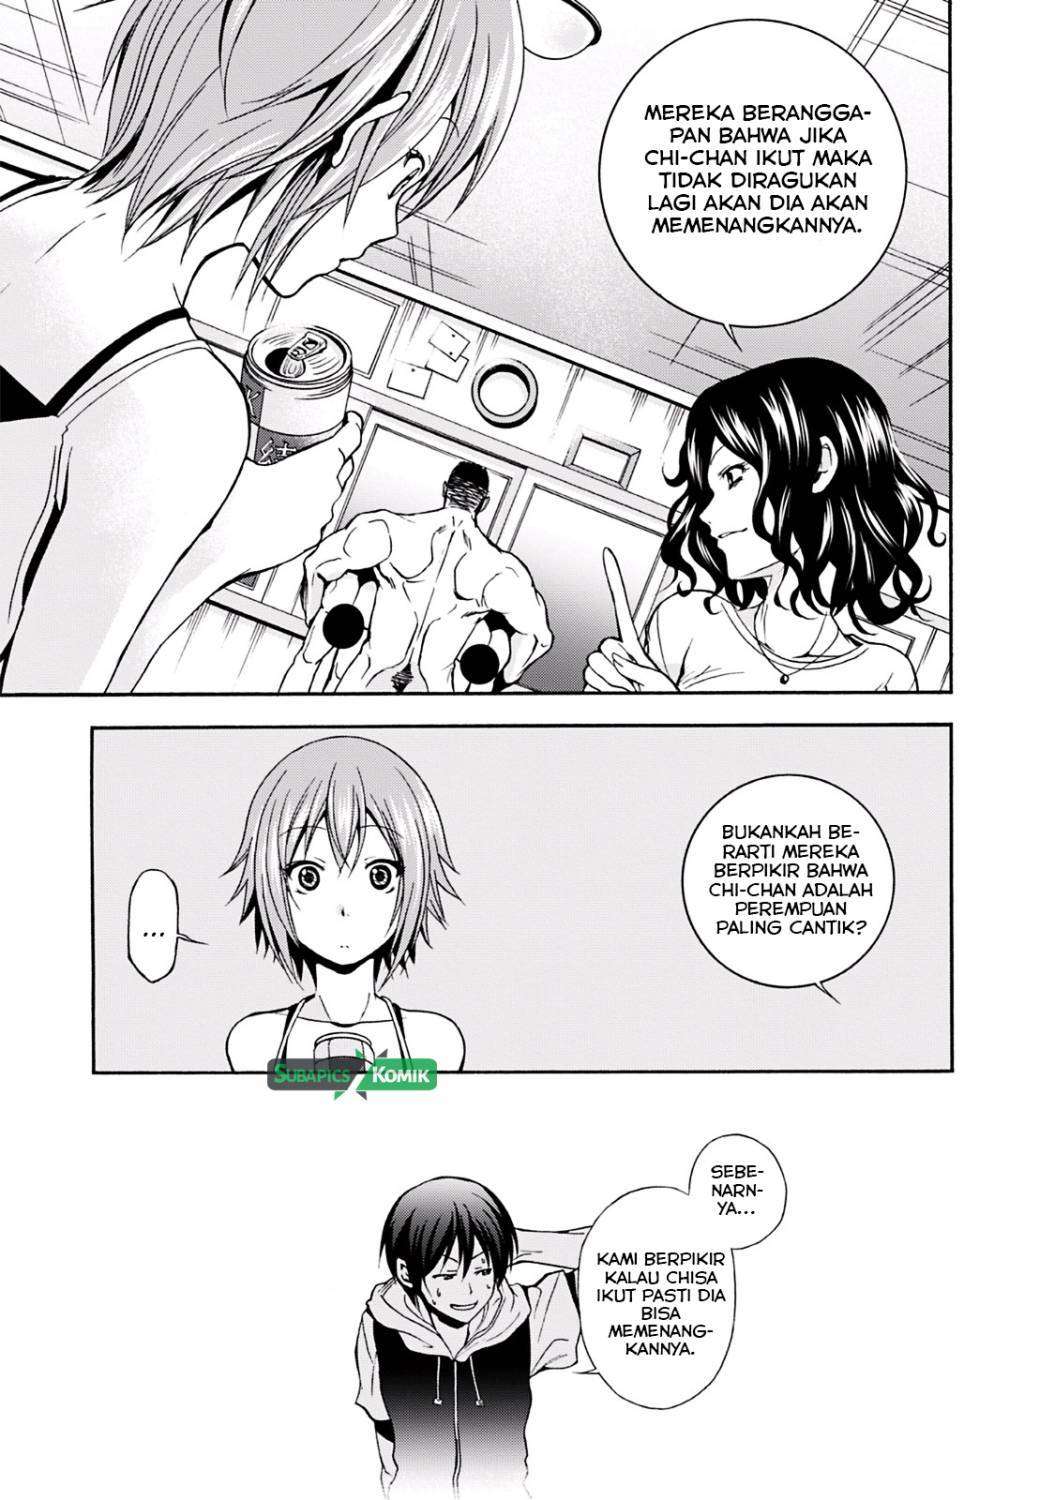 MEREKA BERANGGA-
PAN BAHWA JIKA
CHI-CHAN IKUT MAKA
TIDAK DIRAGUKAN
LAGI AKAN DIA AKAN
MEMENANGKANNYA.
BUKANKAH BE-
RARTI MEREKA
BERPIKIR BAHWA
CHI-CHAN ADALAH
PEREMPUAN
PALING CANTIK?
...
SUBAPICS KOMIK
SEBE-
NARN-
YA...
KAMI BERPIKIR
KALAU CHISA
IKUT PASTI DIA
BISA
MEMENANG-
KANNYA.